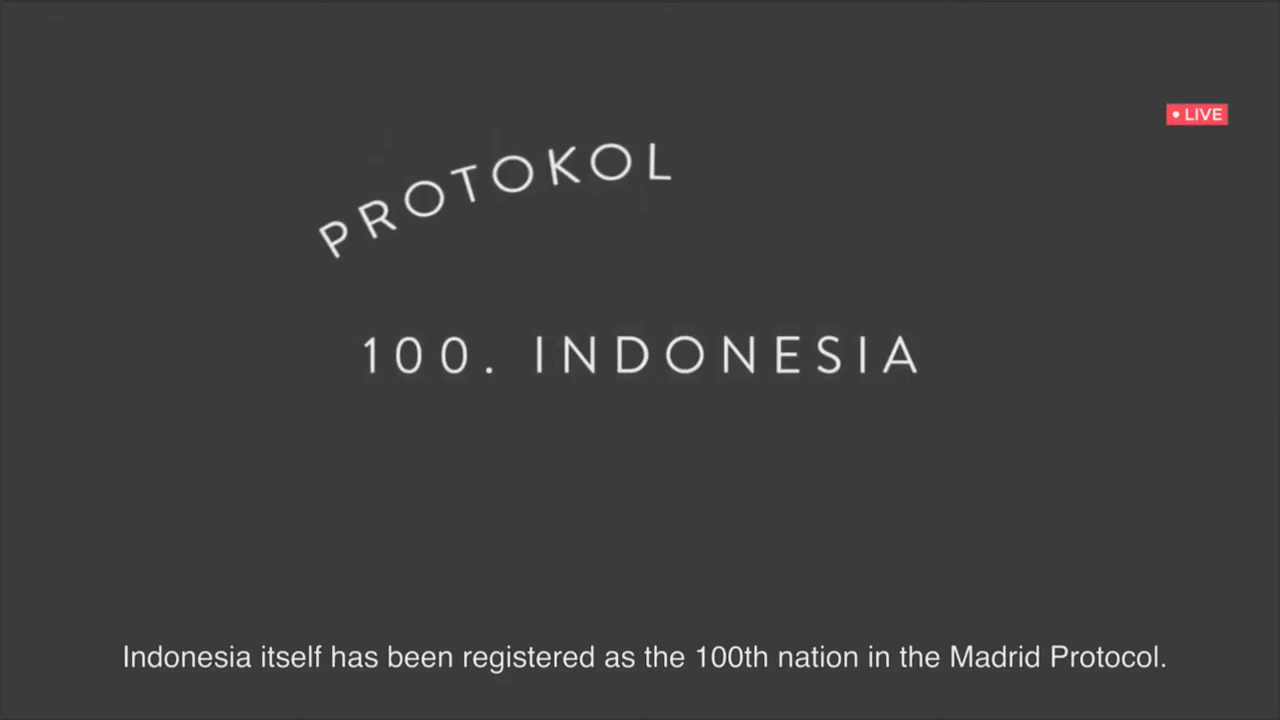 • LIVE
PROTOKOL
100. INDONESIA
Indonesia itself has been registered as the 100th nation in the Madrid Protocol.